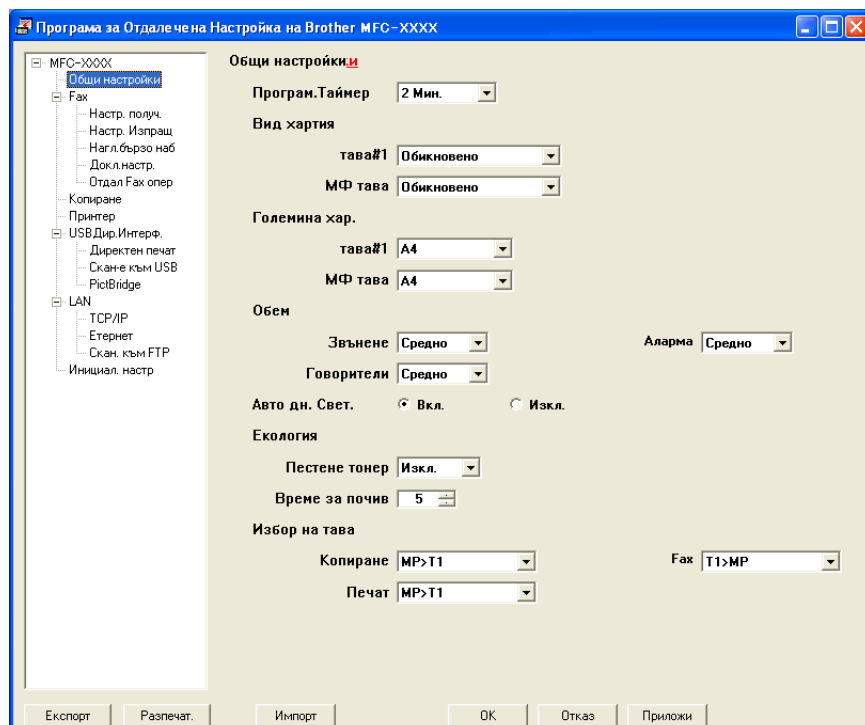 Програма за Отдалечена Настройка на Brother MFC-XXXX
MFC-XXXX
Общи настройки
Fax
Настр. получ.
Настр. Изпращ
Нагл.бързо наб
Докл.настр.
Отдал Fax опер
Копиране
Принтер
USBДир.Интерф.
Директен печат
Скан-е към USB
PictBridge
LAN
TCP/IP
Етернет
Скан. към FTP
Инициал. настр
Общи настройки.и
Програм.Таймер 2 Мин.
Вид хартия
тава#1 Обикновено
МФ тава Обикновено
Големина хар.
тава#1 A4
МФ тава A4
Обем
Звънене Средно Аларма Средно
Говорители Средно
Авто дн. Свет. Вкл. Изкл.
Екология
Пестене тонер Изкл.
Време за почив 5
Избор на тава
Копиране MP>T1 Fax T1>MP
Печат MP>T1
Експорт Разпечат. Импорт OK Отказ Приложи